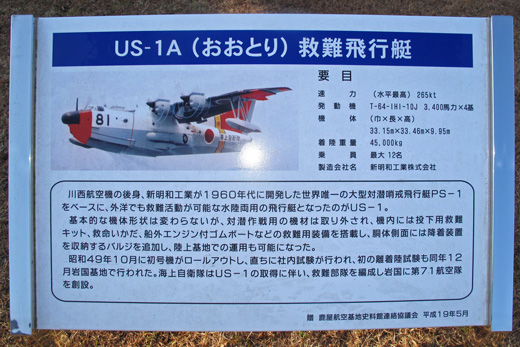 US-1A（おおとり）救難飛行艇
要目
速力 （水平最高）265kt
発動機 T-64-IHI-10J 3,400馬力×4基
機体 （巾×長×高）
33.15m×33.46m×9.95m
着陸重量 45,000kg
乗員 最大12名
製造会社名 新明和工業株式会社
81
川西航空機の後身、新明和工業が1960年代に開発した世界唯一の大型対潜哨戒飛行艇PS-1
をベースに、外洋でも救難活動が可能な水陸両用の飛行艇となったのがUS-1。
基本的な機体形状は変わらないが、対潜作戦用の機材は取り外され、機内には投下用救難
キット、救命いかだ、船外エンジン付ゴムボートなどの救難用装備を搭載し、胴体側面には降着装置
を収納するバルジを追加し、陸上基地での運用も可能になった。
昭和49年10月に初号機がロールアウトし、直ちに社内試験が行われ、初の離着陸試験も同年12
月岩国基地で行われた。海上自衛隊はUS-1の取得に伴い、救難部隊を編成し岩国に第71航空隊
を創設。
贈 鹿屋航空基地史料館連絡協議会 平成19年5月